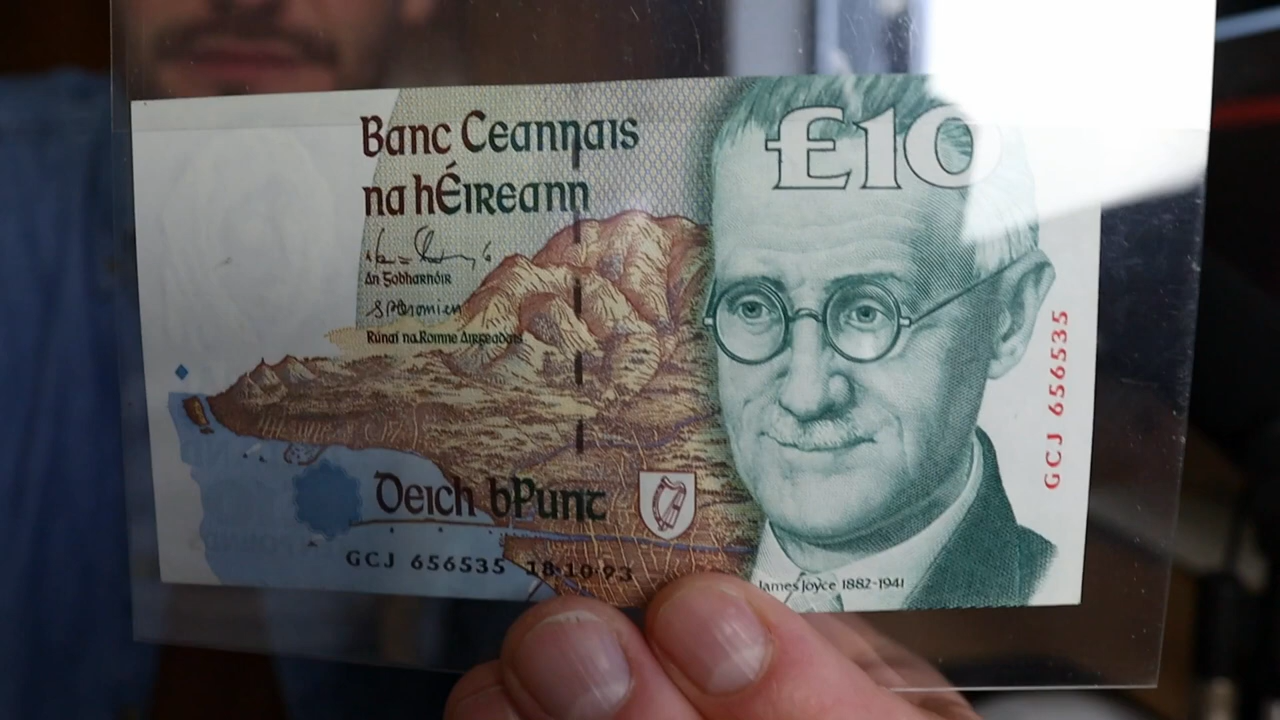 Banc Ceannais
£10
na hÉireann
An Gobharnóir
Rúnaí na Roinne Airgeadais
GCJ 656535
Deich bPunt
GCJ 656535 18·10·93
James Joyce 1882-1941